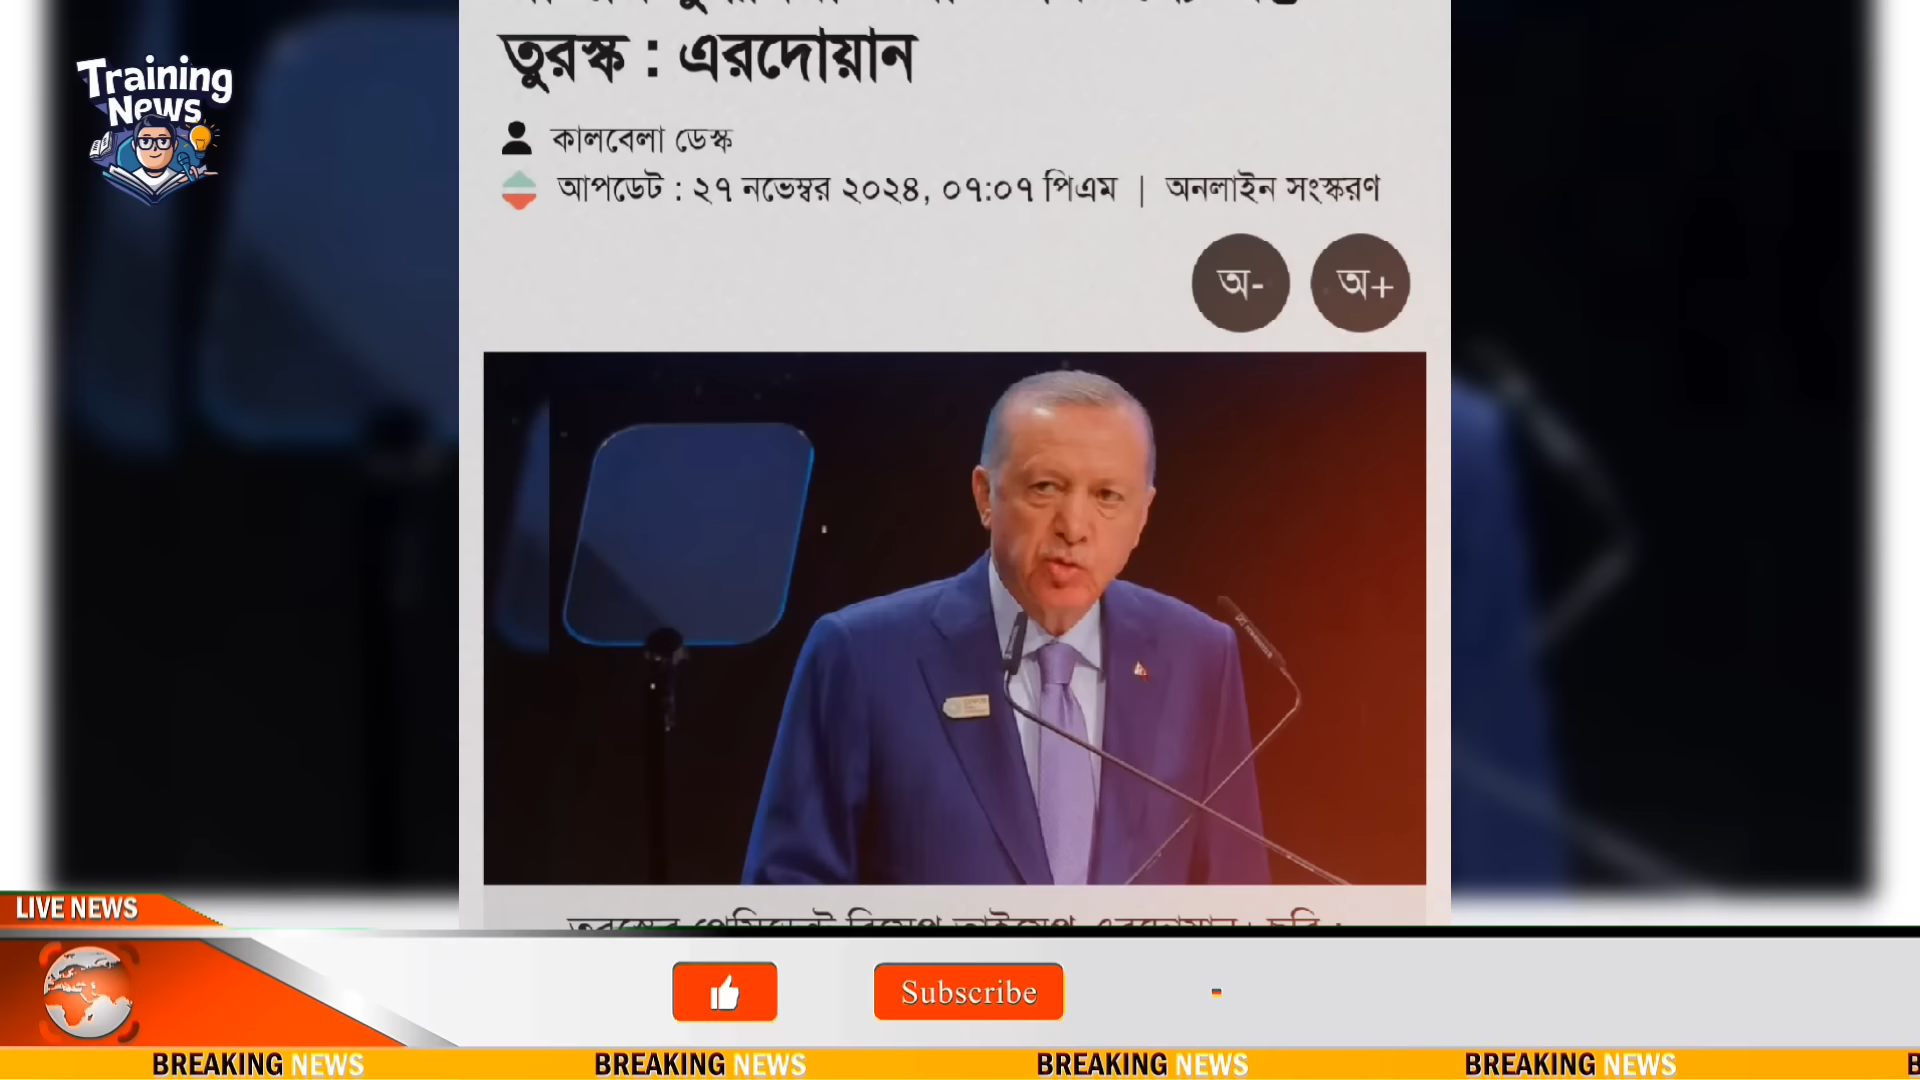 Training
News
তুরস্ক : এরদোয়ান
কালবেলা ডেস্ক
আপডেট : ২৭ নভেম্বর ২০২৪, ০৭:০৭ পিএম | অনলাইন সংস্করণ
অ- অ+
LIVE NEWS
Subscribe
BREAKING NEWS BREAKING NEWS BREAKING NEWS BREAKING NEWS B